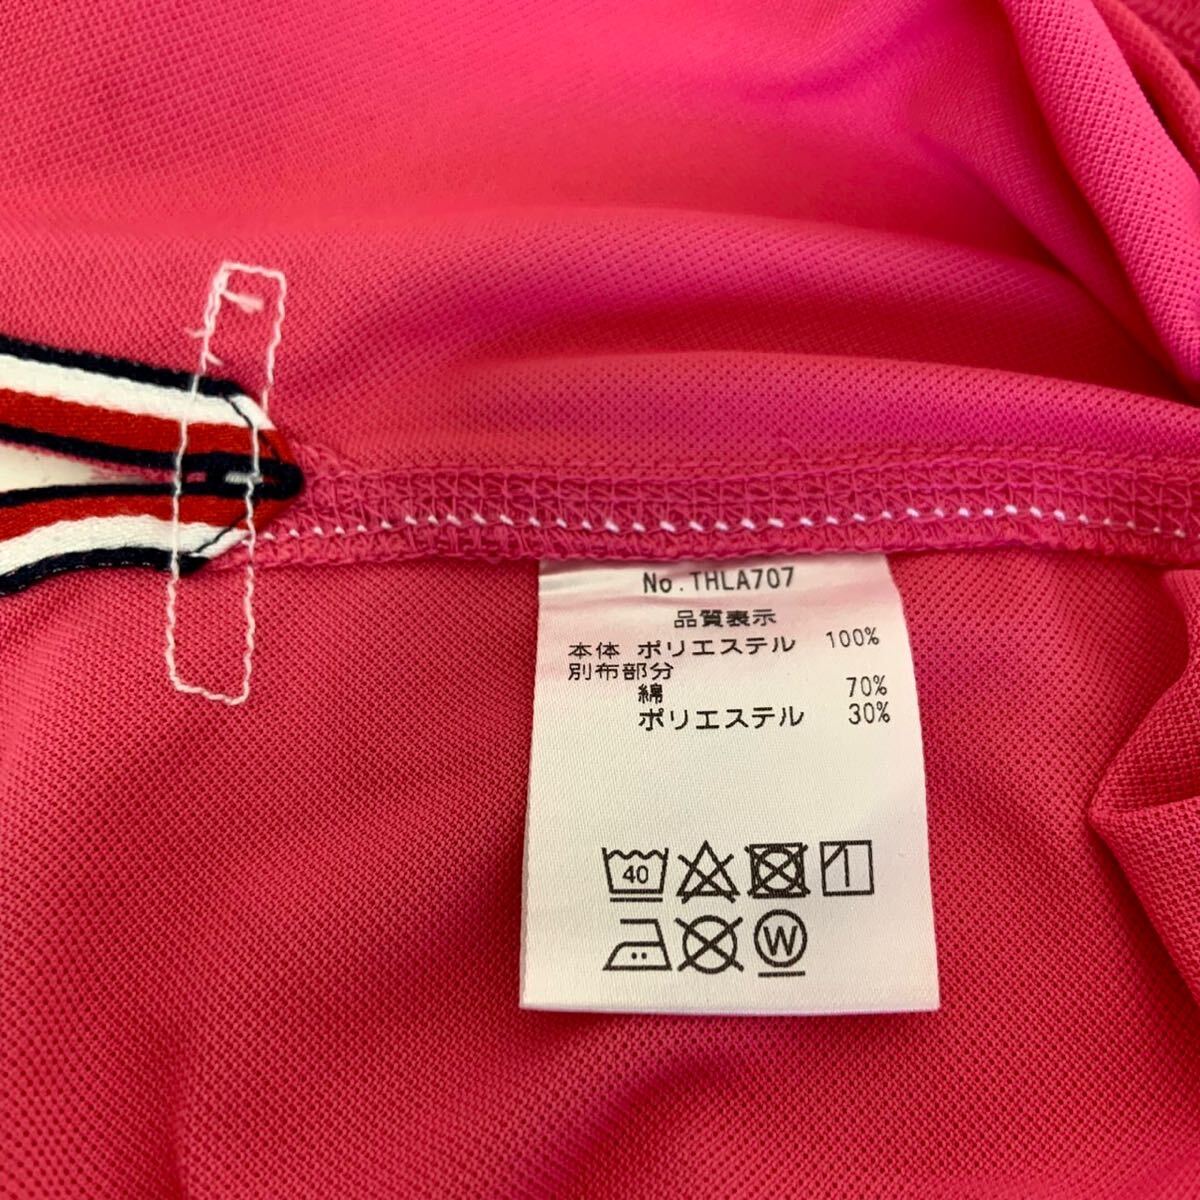 No.THLA707
品質表示
本体 ポリエステル 100%
別布部分
綿 70%
ポリエステル 30%
40
W